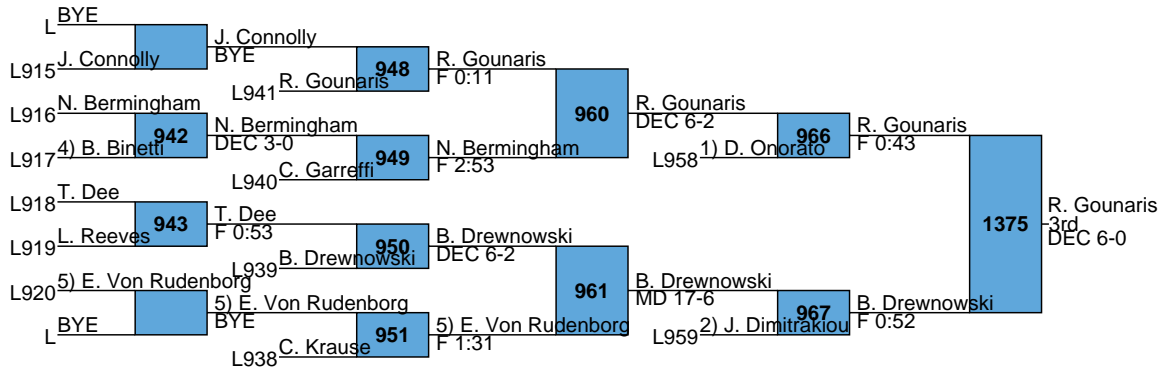 L BYE
L915 J. Connolly
J. Connolly
BYE
L941 R. Gounaris
948
R. Gounaris
F 0:11
L916 N. Bermingham
942
L917 4) B. Binetti
N. Bermingham
DEC 3-0
949
L940 C. Garreffi
N. Bermingham
F 2:53
960
R. Gounaris
DEC 6-2
L958 1) D. Onorato
966
R. Gounaris
F 0:43
L918 T. Dee
943
L919 L. Reeves
T. Dee
F 0:53
950
L939 B. Drewnowski
B. Drewnowski
DEC 6-2
L920 5) E. Von Rudenborg
L BYE
5) E. Von Rudenborg
BYE
951
L938 C. Krause
5) E. Von Rudenborg
F 1:31
961
B. Drewnowski
MD 17-6
L959 2) J. Dimitrakiou
967
B. Drewnowski
F 0:52
1375
R. Gounaris
3rd
DEC 6-0